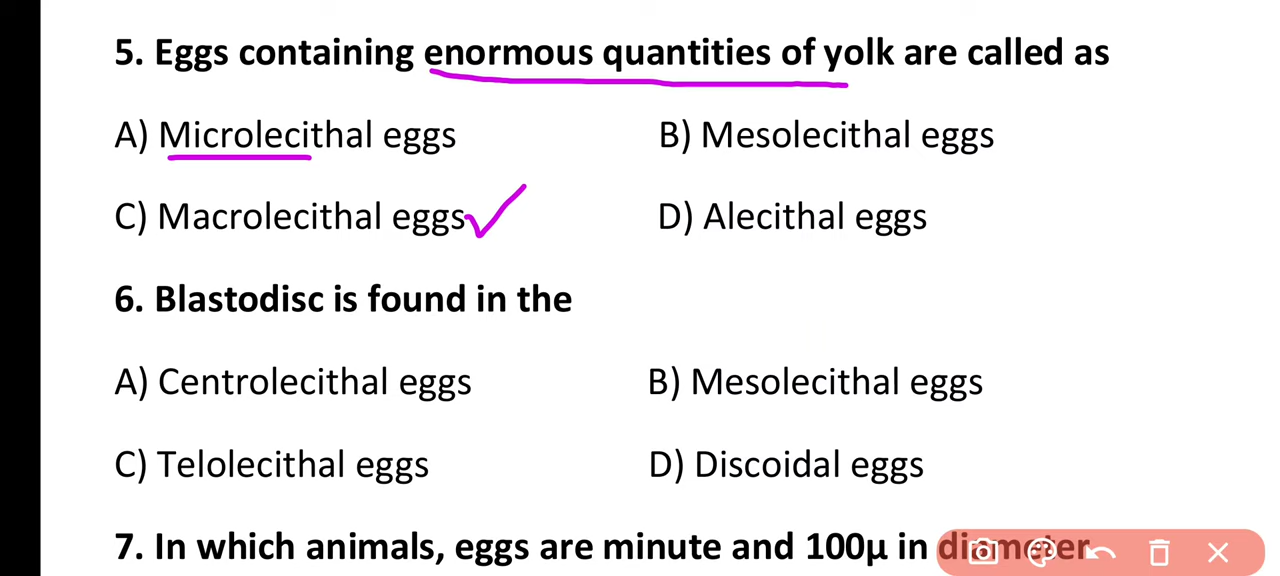 5. Eggs containing enormous quantities of yolk are called as
A) Microlecithal eggs B) Mesolecithal eggs
C) Macrolecithal eggs D) Alecithal eggs
6. Blastodisc is found in the
A) Centrolecithal eggs B) Mesolecithal eggs
C) Telolecithal eggs D) Discoidal eggs
7. In which animals, eggs are minute and 100μ in diameter